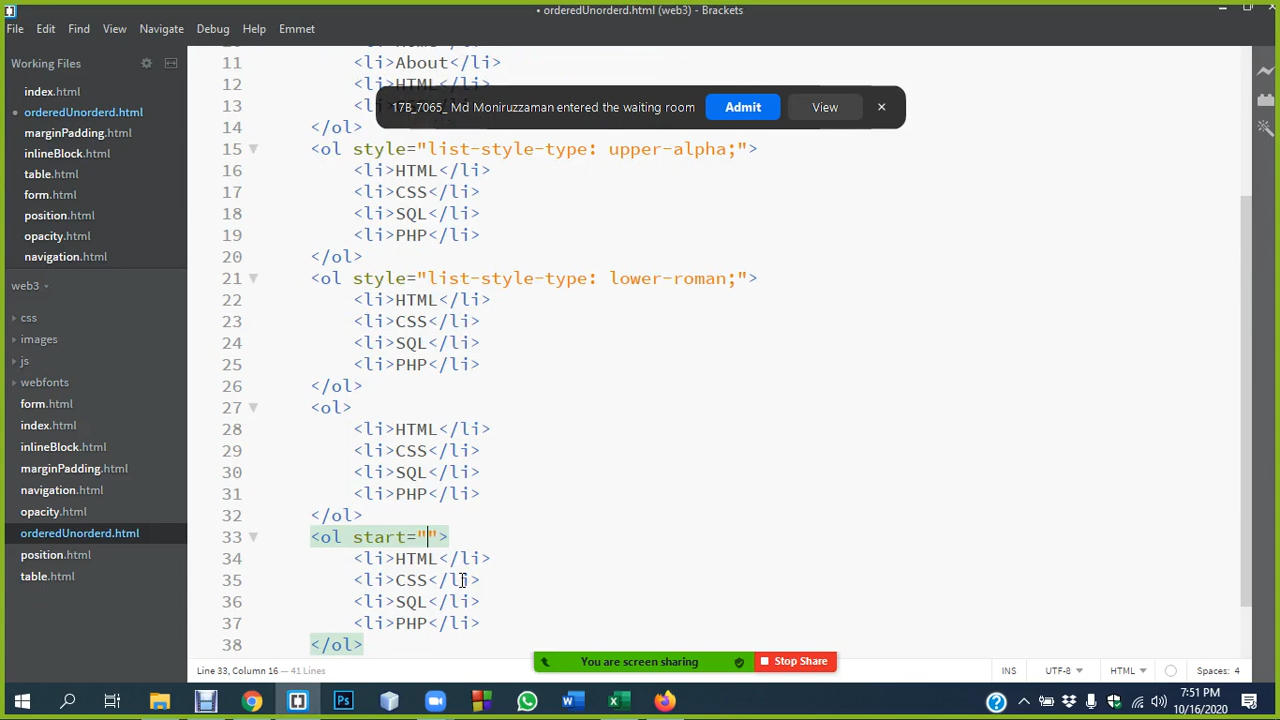 • orderedUnorderd.html (web3) - Brackets
File Edit Find View Navigate Debug Help Emmet
Working Files
index.html
• orderedUnorderd.html
marginPadding.html
inlineBlock.html
table.html
form.html
position.html
opacity.html
navigation.html
web3
css
images
js
webfonts
form.html
index.html
inlineBlock.html
marginPadding.html
navigation.html
opacity.html
orderedUnorderd.html
position.html
table.html
11 <li>About</li>
12 <li>HTML</li>
17B_7065_ Md Moniruzzaman entered the waiting room Admit View ×
13
14 </ol>
15 <ol style="list-style-type: upper-alpha;">
16 <li>HTML</li>
17 <li>CSS</li>
18 <li>SQL</li>
19 <li>PHP</li>
20 </ol>
21 <ol style="list-style-type: lower-roman;">
22 <li>HTML</li>
23 <li>CSS</li>
24 <li>SQL</li>
25 <li>PHP</li>
26 </ol>
27 <ol>
28 <li>HTML</li>
29 <li>CSS</li>
30 <li>SQL</li>
31 <li>PHP</li>
32 </ol>
33 <ol start="">
34 <li>HTML</li>
35 <li>CSS</li>
36 <li>SQL</li>
37 <li>PHP</li>
38 </ol>
You are screen sharing Stop Share
Line 33, Column 16 — 41 Lines INS UTF-8 HTML Spaces: 4
7:51 PM
10/16/2020